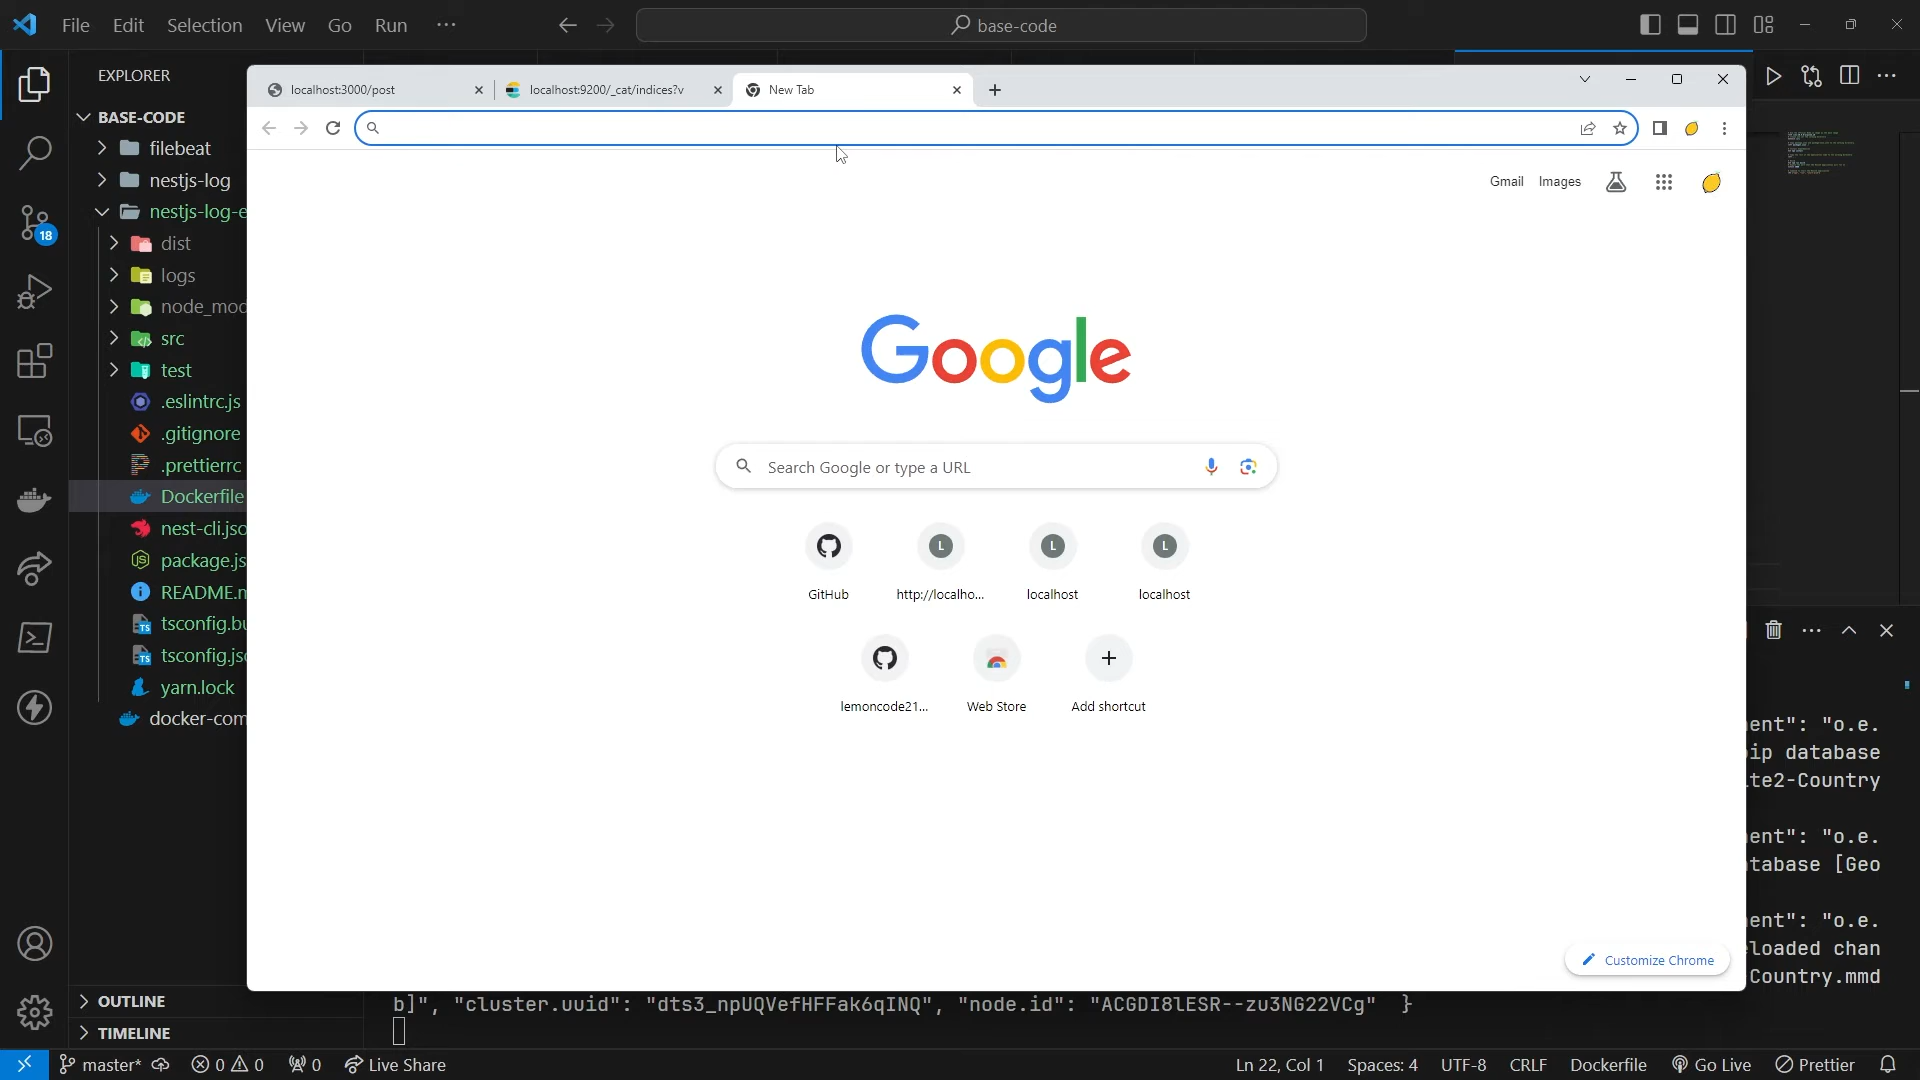 File Edit Selection View Go Run ···
base-code
EXPLORER
localhost:3000/post
localhost:9200/_cat/indices?v
New Tab
BASE-CODE
filebeat
nestjs-log
nestjs-log-e
dist
logs
node_mod
src
test
.eslintrc.js
.gitignore
.prettierrc
Dockerfile
nest-cli.jso
package.js
README.m
tsconfig.bu
tsconfig.jso
yarn.lock
docker-com
18
Gmail Images
Google
Search Google or type a URL
GitHub
L
http://localho...
L
localhost
L
localhost
lemoncode21...
Web Store
Add shortcut
Customize Chrome
ent": "o.e.
ip database
te2-Country
ent": "o.e.
tabase [Geo
ent": "o.e.
loaded chan
Country.mmd
b]", "cluster.uuid": "dts3_npUQVefHFFak6qINQ", "node.id": "ACGDI8lESR--zu3NG22VCg" }
OUTLINE
TIMELINE
master* 0 0 0 Live Share
Ln 22, Col 1 Spaces: 4 UTF-8 CRLF Dockerfile Go Live Prettier